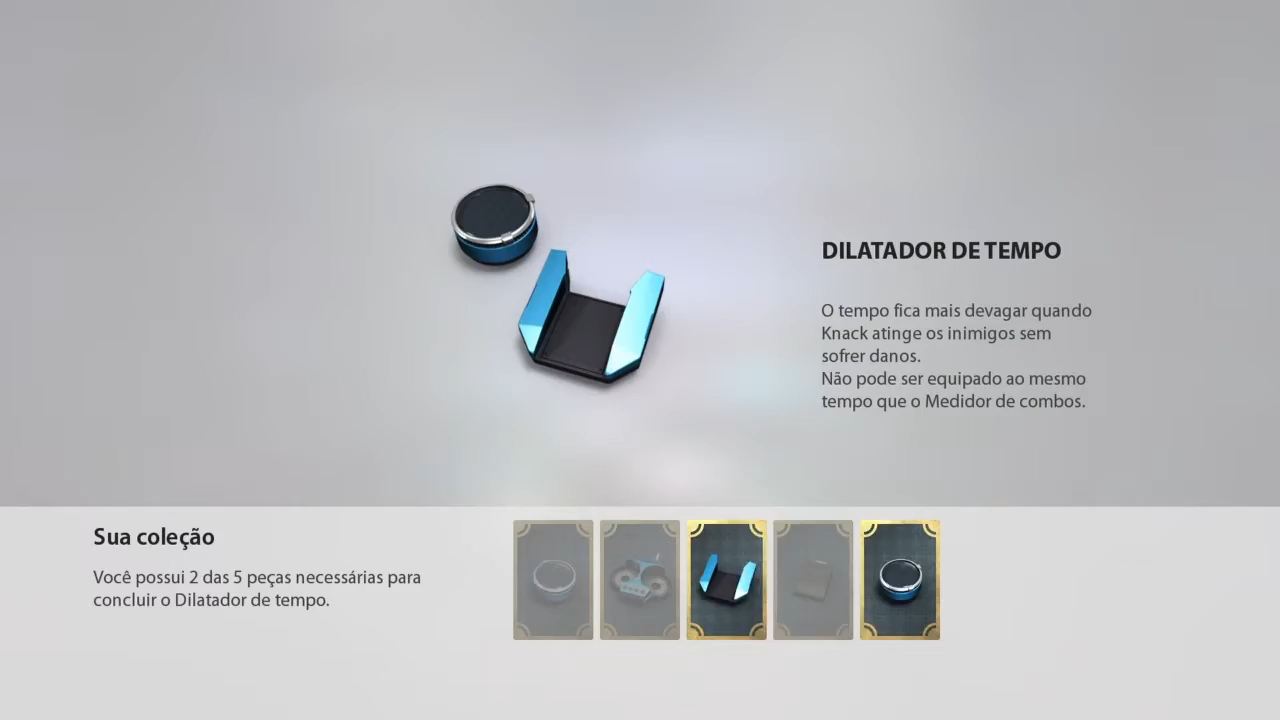 DILATADOR DE TEMPO
O tempo fica mais devagar quando
Knack atinge os inimigos sem
sofrer danos.
Não pode ser equipado ao mesmo
tempo que o Medidor de combos.
Sua coleção
Você possui 2 das 5 peças necessárias para
concluir o Dilatador de tempo.